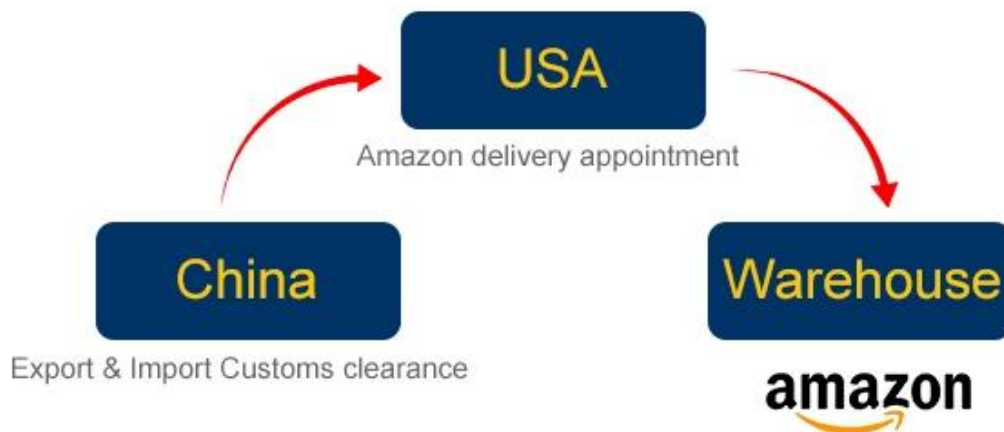 USA
Amazon delivery appointment
China
Warehouse
Export & Import Customs clearance
amazon